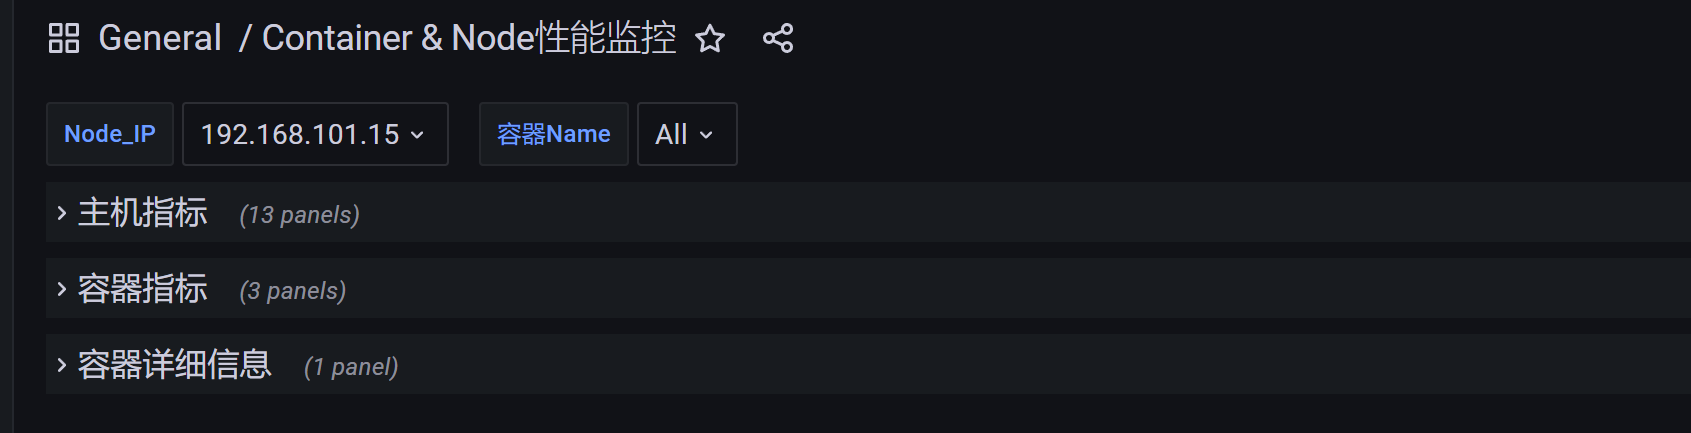 General / Container & Node性能监控
Node_IP 192.168.101.15 容器Name All
主机指标 (13 panels)
容器指标 (3 panels)
容器详细信息 (1 panel)